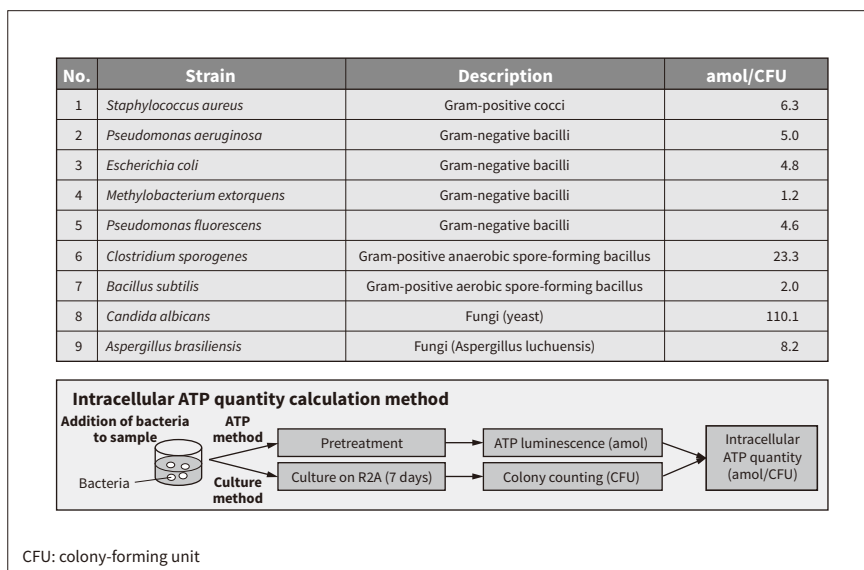 No. Strain Description amol/CFU
1 Staphylococcus aureus Gram-positive cocci 6.3
2 Pseudomonas aeruginosa Gram-negative bacilli 5.0
3 Escherichia coli Gram-negative bacilli 4.8
4 Methylobacterium extorquens Gram-negative bacilli 1.2
5 Pseudomonas fluorescens Gram-negative bacilli 4.6
6 Clostridium sporogenes Gram-positive anaerobic spore-forming bacillus 23.3
7 Bacillus subtilis Gram-positive aerobic spore-forming bacillus 2.0
8 Candida albicans Fungi (yeast) 110.1
9 Aspergillus brasiliensis Fungi (Aspergillus luchuensis) 8.2
Intracellular ATP quantity calculation method
Addition of bacteria
to sample
Bacteria
ATP
method
Pretreatment
ATP luminescence (amol)
Culture
method
Culture on R2A (7 days)
Colony counting (CFU)
Intracellular
ATP quantity
(amol/CFU)
CFU: colony-forming unit